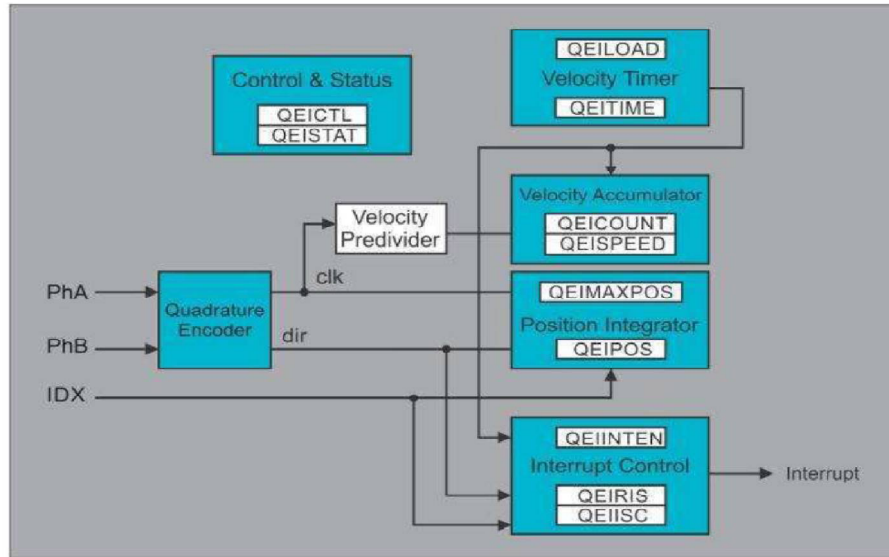 Control & Status
QEICTL
QEISTAT
QEILOAD
Velocity Timer
QEITIME
Velocity Accumulator
QEICOUNT
QEISPEED
Velocity
Predivider
clk
PhA
PhB
IDX
Quadrature
Encoder
dir
QEIMAXPOS
Position Integrator
QEIPOS
QEIINTEN
Interrupt Control
QEIRIS
QEIISC
Interrupt